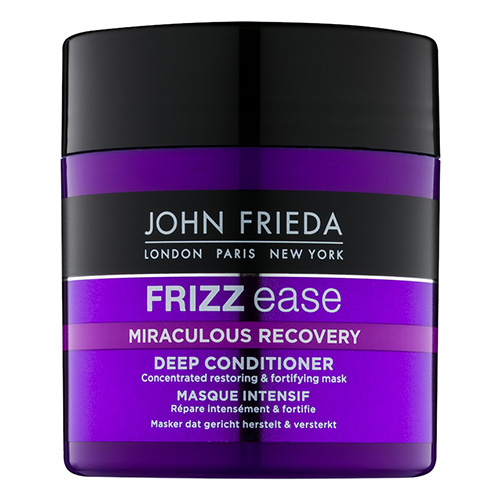 JOHN FRIEDA
LONDON PARIS NEW YORK
FRIZZ ease
MIRACULOUS RECOVERY
DEEP CONDITIONER
Concentrated restoring & fortifying mask
MASQUE INTENSIF
Répare intensément & fortifie
Masker dat gericht herstelt & versterkt